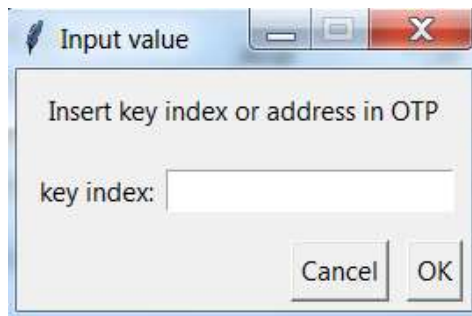 Input value
Insert key index or address in OTP
key index:
Cancel OK